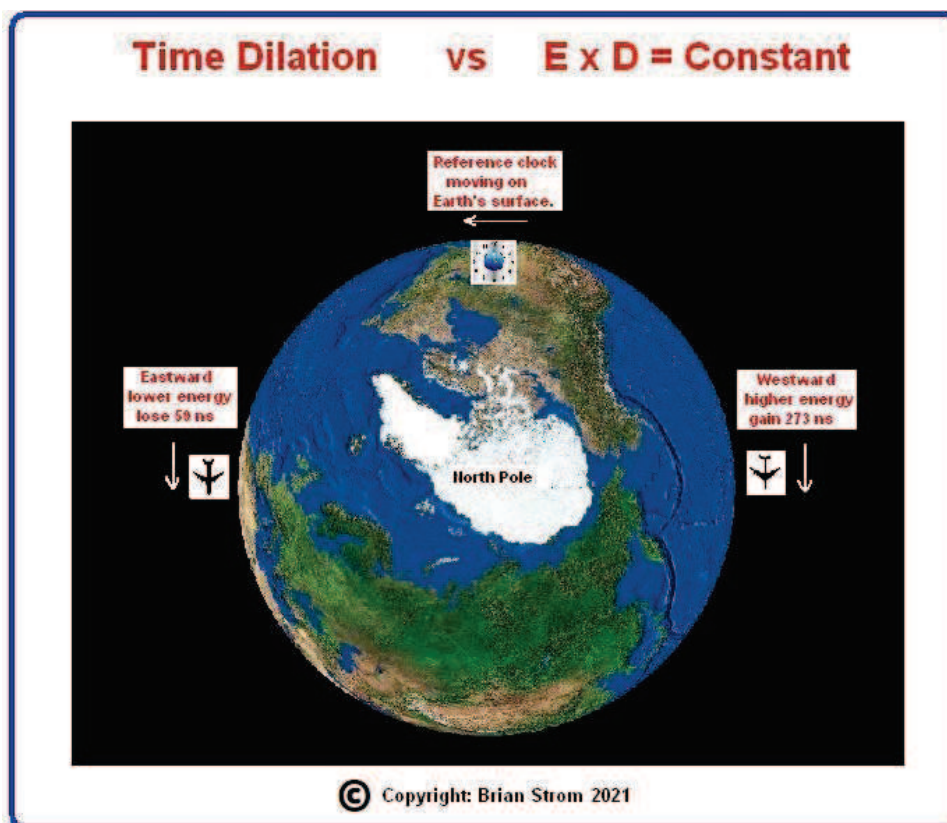 Time Dilation vs E x D = Constant
Reference clock
moving on
Earth's surface.
Eastward
lower energy
lose 59 ns
Westward
higher energy
gain 273 ns
North Pole
© Copyright: Brian Strom 2021